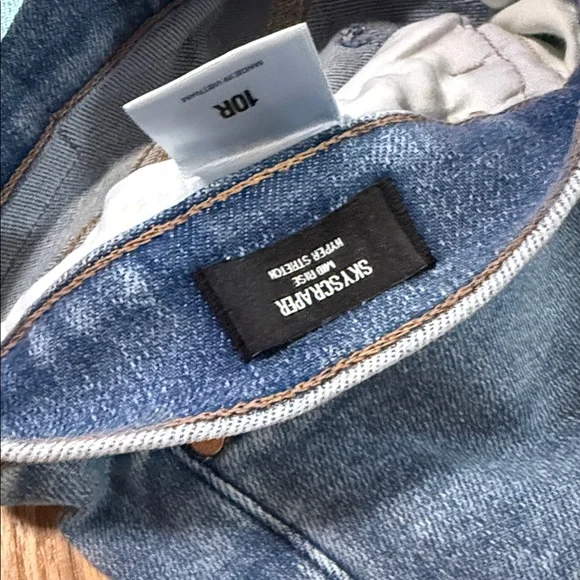 10R
MADE IN VIETNAM
SKYSCRAPER
MID RISE
HYPER STRETCH